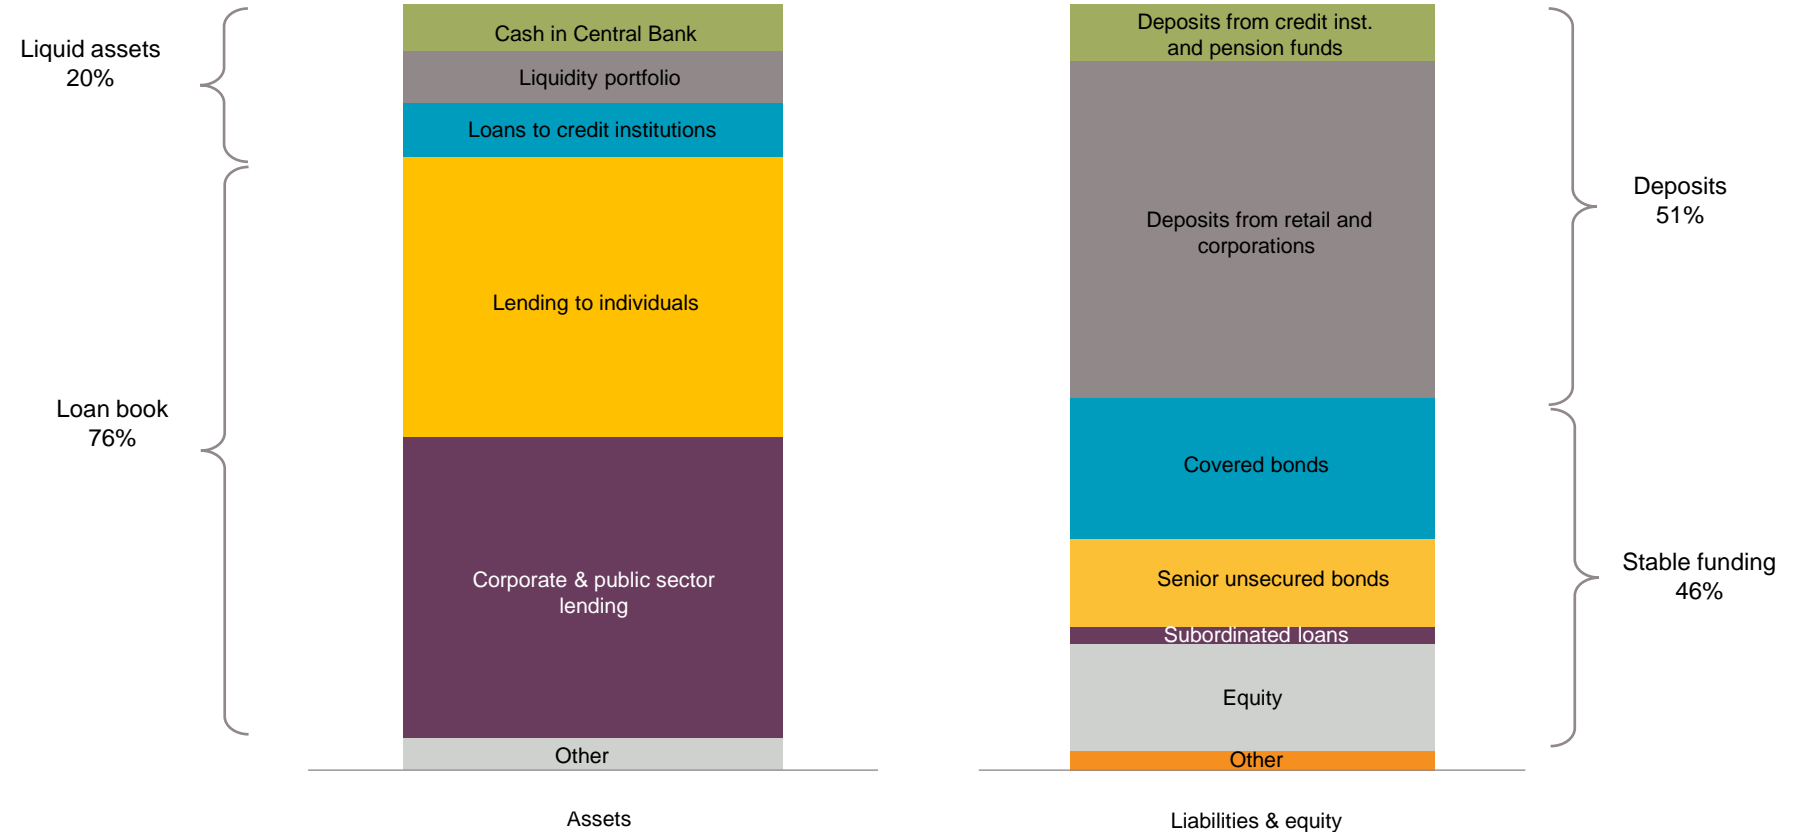 Liquid assets
20%
Loan book
76%
Cash in Central Bank
Liquidity portfolio
Loans to credit institutions
Lending to individuals
Corporate & public sector
lending
Other
Assets
Deposits from credit inst.
and pension funds
Deposits from retail and
corporations
Covered bonds
Senior unsecured bonds
Subordinated loans
Equity
Other
Liabilities & equity
Deposits
51%
Stable funding
46%